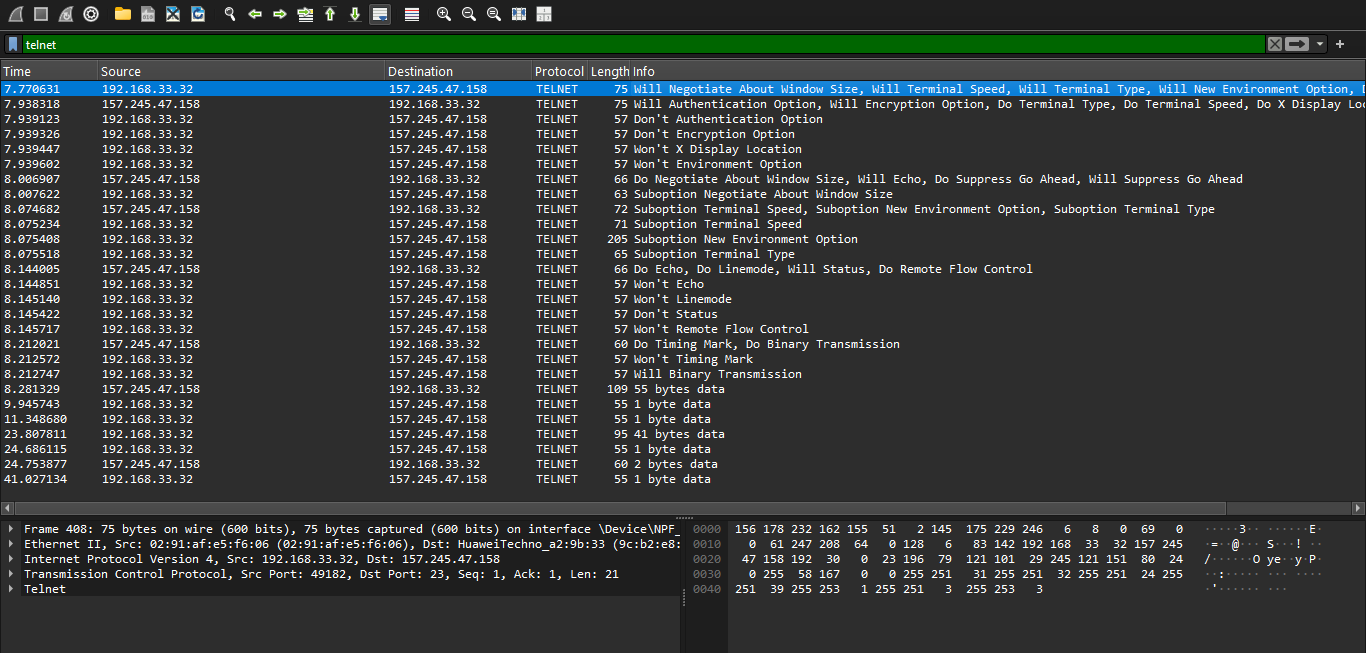 telnet
Time Source Destination Protocol Length Info
7.770631 192.168.33.32 157.245.47.158 TELNET 75 Will Negotiate About Window Size, Will Terminal Speed, Will Terminal Type, Will New Environment Option, D
7.938318 157.245.47.158 192.168.33.32 TELNET 75 Will Authentication Option, Will Encryption Option, Do Terminal Type, Do Terminal Speed, Do X Display Loc
7.939123 192.168.33.32 157.245.47.158 TELNET 57 Don't Authentication Option
7.939326 192.168.33.32 157.245.47.158 TELNET 57 Don't Encryption Option
7.939447 192.168.33.32 157.245.47.158 TELNET 57 Won't X Display Location
7.939602 192.168.33.32 157.245.47.158 TELNET 57 Won't Environment Option
8.006907 157.245.47.158 192.168.33.32 TELNET 66 Do Negotiate About Window Size, Will Echo, Do Suppress Go Ahead, Will Suppress Go Ahead
8.007622 192.168.33.32 157.245.47.158 TELNET 63 Suboption Negotiate About Window Size
8.074682 157.245.47.158 192.168.33.32 TELNET 72 Suboption Terminal Speed, Suboption New Environment Option, Suboption Terminal Type
8.075234 192.168.33.32 157.245.47.158 TELNET 71 Suboption Terminal Speed
8.075408 192.168.33.32 157.245.47.158 TELNET 205 Suboption New Environment Option
8.075518 192.168.33.32 157.245.47.158 TELNET 65 Suboption Terminal Type
8.144005 157.245.47.158 192.168.33.32 TELNET 66 Do Echo, Do Linemode, Will Status, Do Remote Flow Control
8.144851 192.168.33.32 157.245.47.158 TELNET 57 Won't Echo
8.145140 192.168.33.32 157.245.47.158 TELNET 57 Won't Linemode
8.145422 192.168.33.32 157.245.47.158 TELNET 57 Don't Status
8.145717 192.168.33.32 157.245.47.158 TELNET 57 Won't Remote Flow Control
8.212021 157.245.47.158 192.168.33.32 TELNET 60 Do Timing Mark, Do Binary Transmission
8.212572 192.168.33.32 157.245.47.158 TELNET 57 Won't Timing Mark
8.212747 192.168.33.32 157.245.47.158 TELNET 57 Will Binary Transmission
8.281329 157.245.47.158 192.168.33.32 TELNET 109 55 bytes data
9.945743 192.168.33.32 157.245.47.158 TELNET 55 1 byte data
11.348680 192.168.33.32 157.245.47.158 TELNET 55 1 byte data
23.807811 192.168.33.32 157.245.47.158 TELNET 95 41 bytes data
24.686115 192.168.33.32 157.245.47.158 TELNET 55 1 byte data
24.753877 157.245.47.158 192.168.33.32 TELNET 60 2 bytes data
41.027134 192.168.33.32 157.245.47.158 TELNET 55 1 byte data
Frame 408: 75 bytes on wire (600 bits), 75 bytes captured (600 bits) on interface \Device\NPF_
Ethernet II, Src: 02:91:af:e5:f6:06 (02:91:af:e5:f6:06), Dst: HuaweiTechno_a2:9b:33 (9c:b2:e8:
Internet Protocol Version 4, Src: 192.168.33.32, Dst: 157.245.47.158
Transmission Control Protocol, Src Port: 49182, Dst Port: 23, Seq: 1, Ack: 1, Len: 21
Telnet
0000 156 178 232 162 155 51 2 145 175 229 246 6 8 0 69 0 ·····3·· ······E·
0010 0 61 247 208 64 0 128 6 83 142 192 168 33 32 157 245 ·=··@··· S···! ··
0020 47 158 192 30 0 23 196 79 121 101 29 245 121 151 80 24 /······O ye··y·P·
0030 0 255 58 167 0 0 255 251 31 255 251 32 255 251 24 255 ··:····· ··· ····
0040 251 39 255 253 1 255 251 3 255 253 3 ·'······ ···